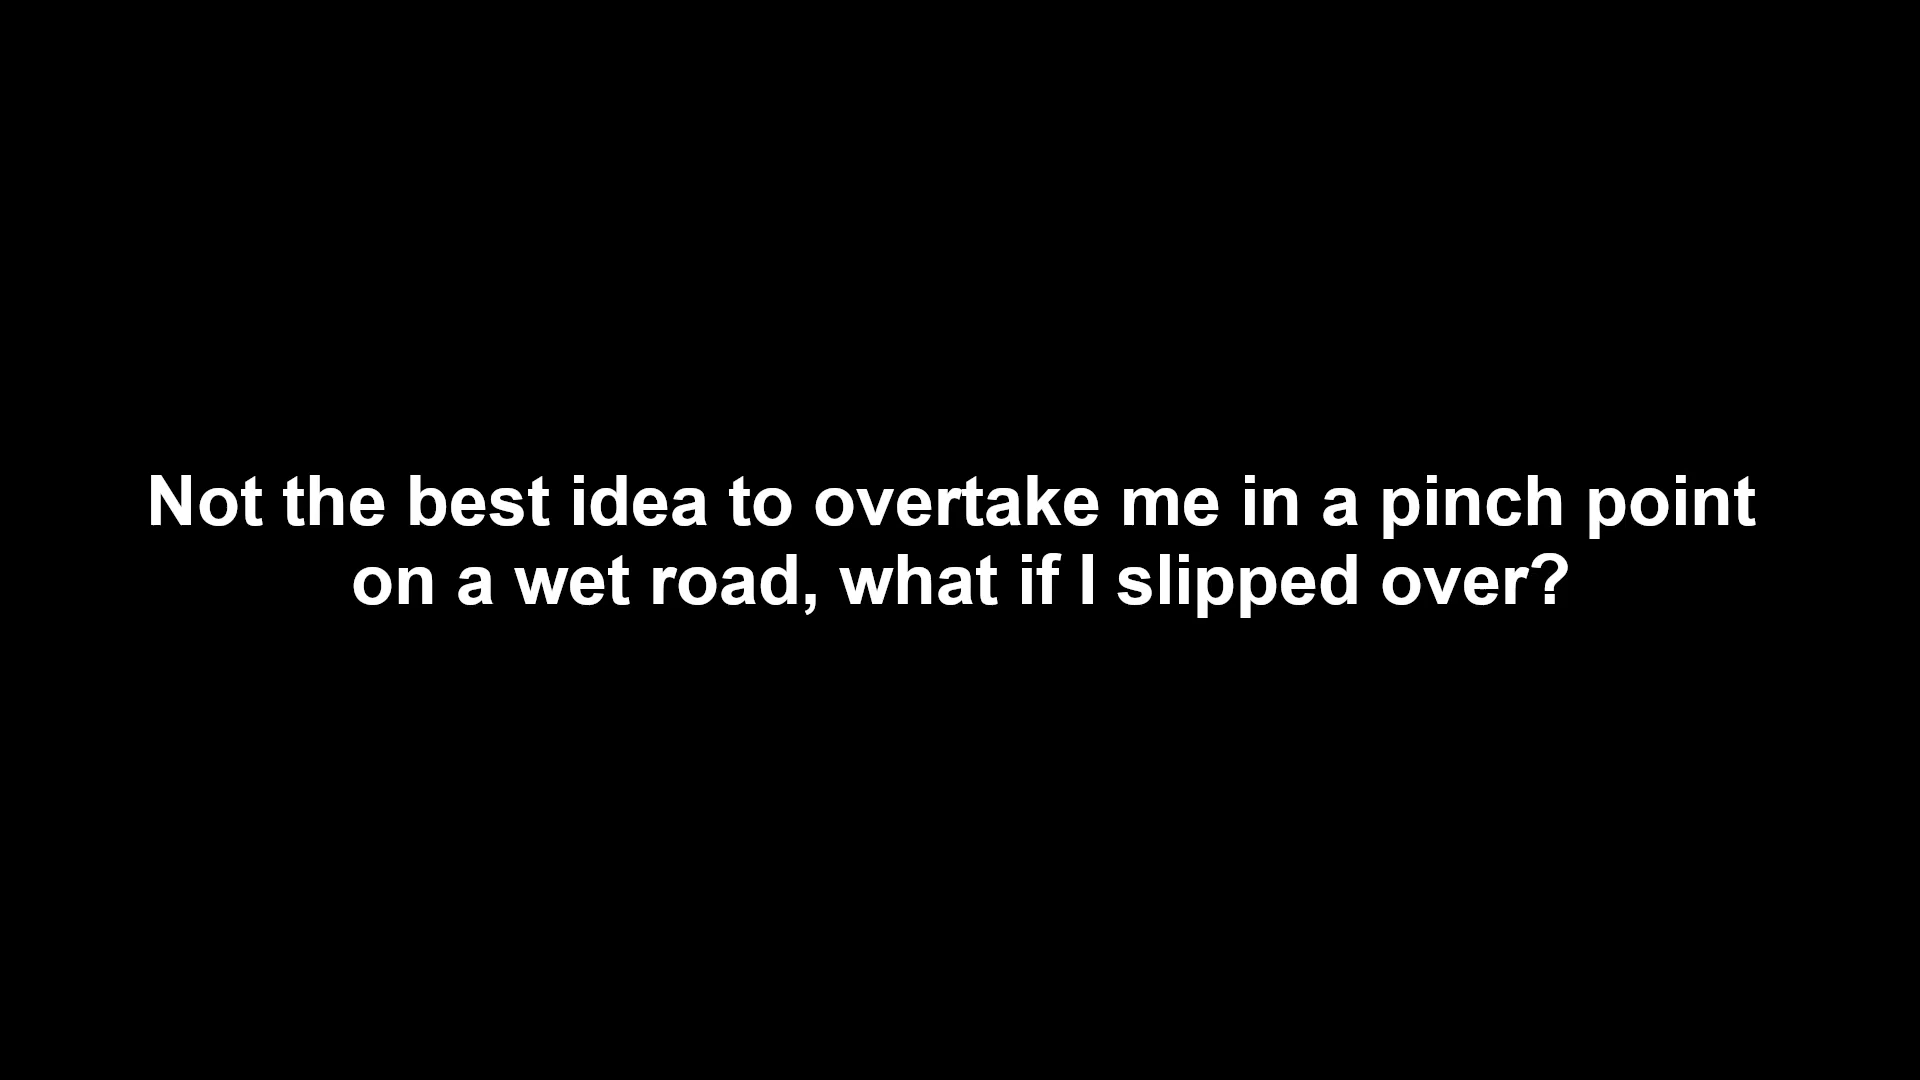 Not the best idea to overtake me in a pinch point
on a wet road, what if I slipped over?